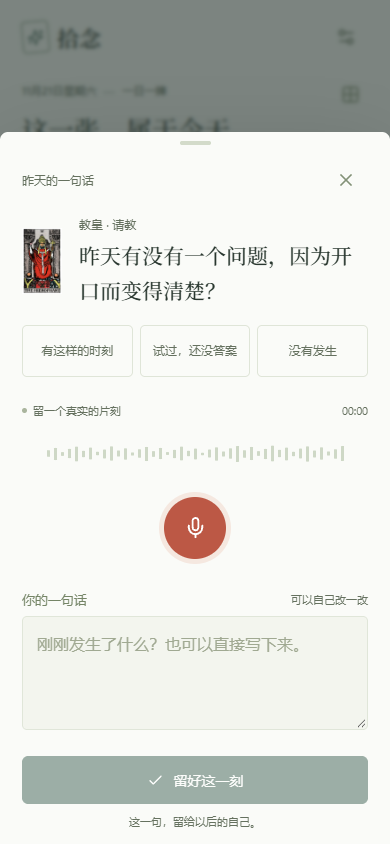 拾念
昨天的一句话
教皇 · 请教
昨天有没有一个问题，因为开
口而变得清楚？
有这样的时刻
试过，还没答案
没有发生
留一个真实的片刻
00:00
你的一句话
可以自己改一改
刚刚发生了什么？也可以直接写下来。
留好这一刻
这一句，留给以后的自己。